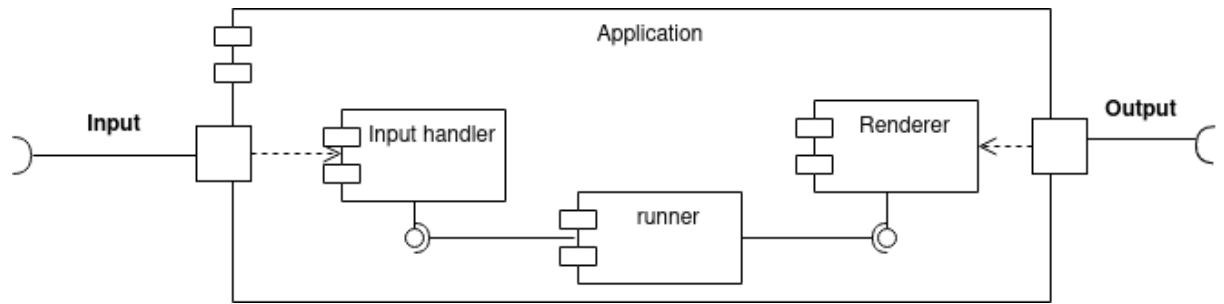 Application
Input
Output
Input handler
Renderer
runner